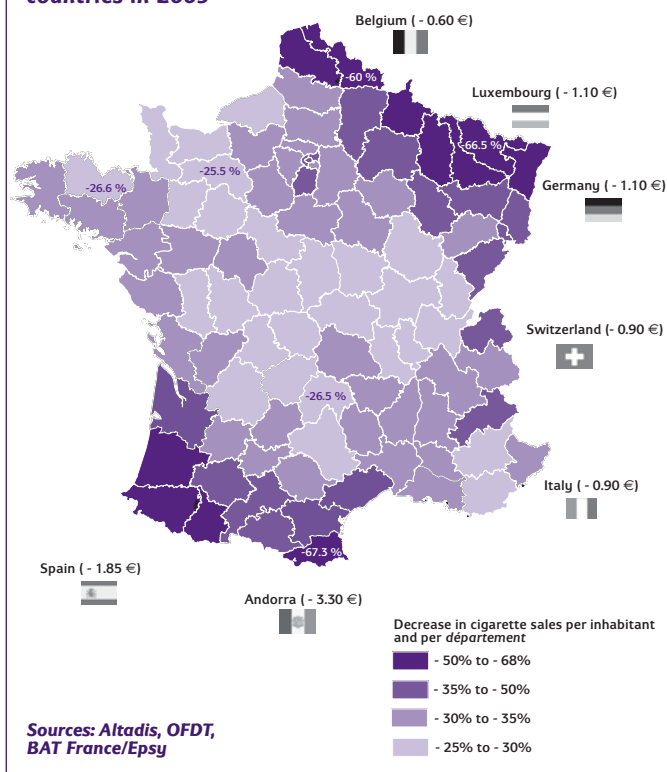 countries in 2009
Belgium ( - 0.60 €)
-60 %
Luxembourg ( - 1.10 €)
-66.5 %
-25.5 %
-26.6 %
Germany ( - 1.10 €)
Switzerland (- 0.90 €)
-26.5 %
Italy (- 0.90 €)
-67.3 %
Spain ( - 1.85 €)
Andorra ( - 3.30 €)
Decrease in cigarette sales per inhabitant
and per département
- 50% to - 68%
- 35% to - 50%
- 30% to - 35%
- 25% to - 30%
Sources: Altadis, OFDT,
BAT France/Epsy